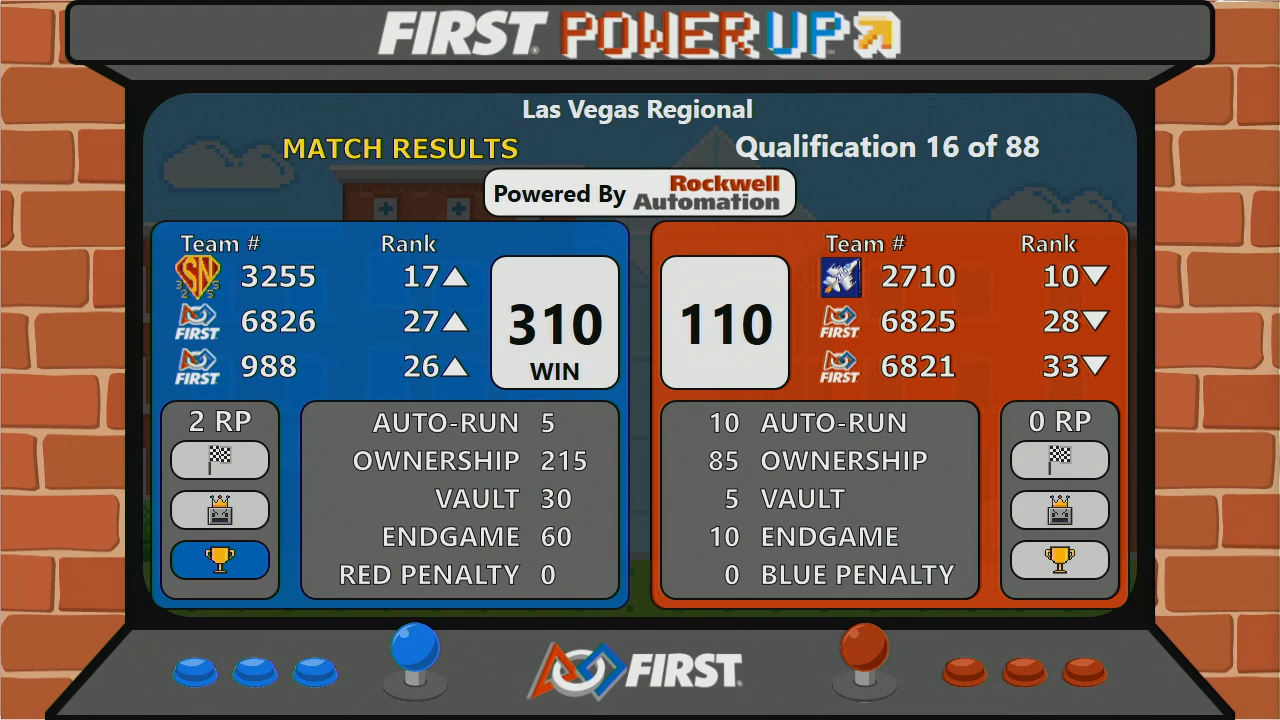 FIRST POWER UP
Las Vegas Regional
MATCH RESULTS
Qualification 16 of 88
Powered By Rockwell Automation
Team # Rank
3255 17
6826 27
988 26
310
WIN
110
Team # Rank
2710 10
6825 28
6821 33
2 RP
AUTO-RUN 5
OWNERSHIP 215
VAULT 30
ENDGAME 60
RED PENALTY 0
10 AUTO-RUN
85 OWNERSHIP
5 VAULT
10 ENDGAME
0 BLUE PENALTY
0 RP
FIRST